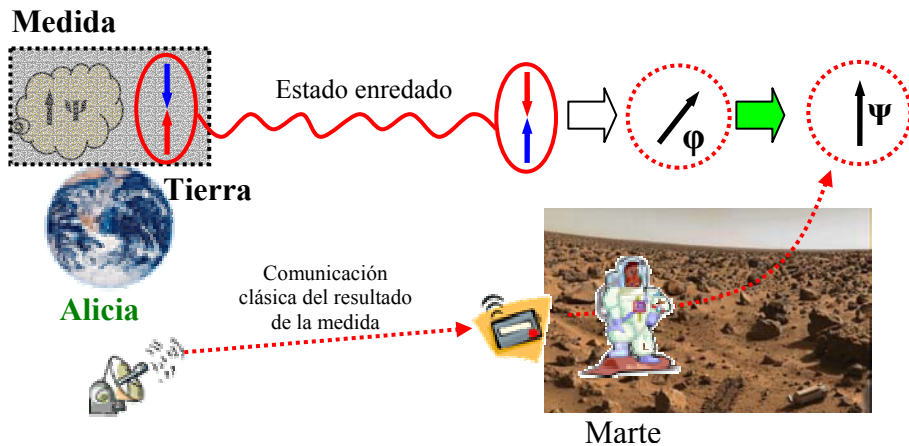 Medida
Ψ
Estado enredado
φ
Ψ
Tierra
Comunicación
clásica del resultado
de la medida
Alicia
Marte